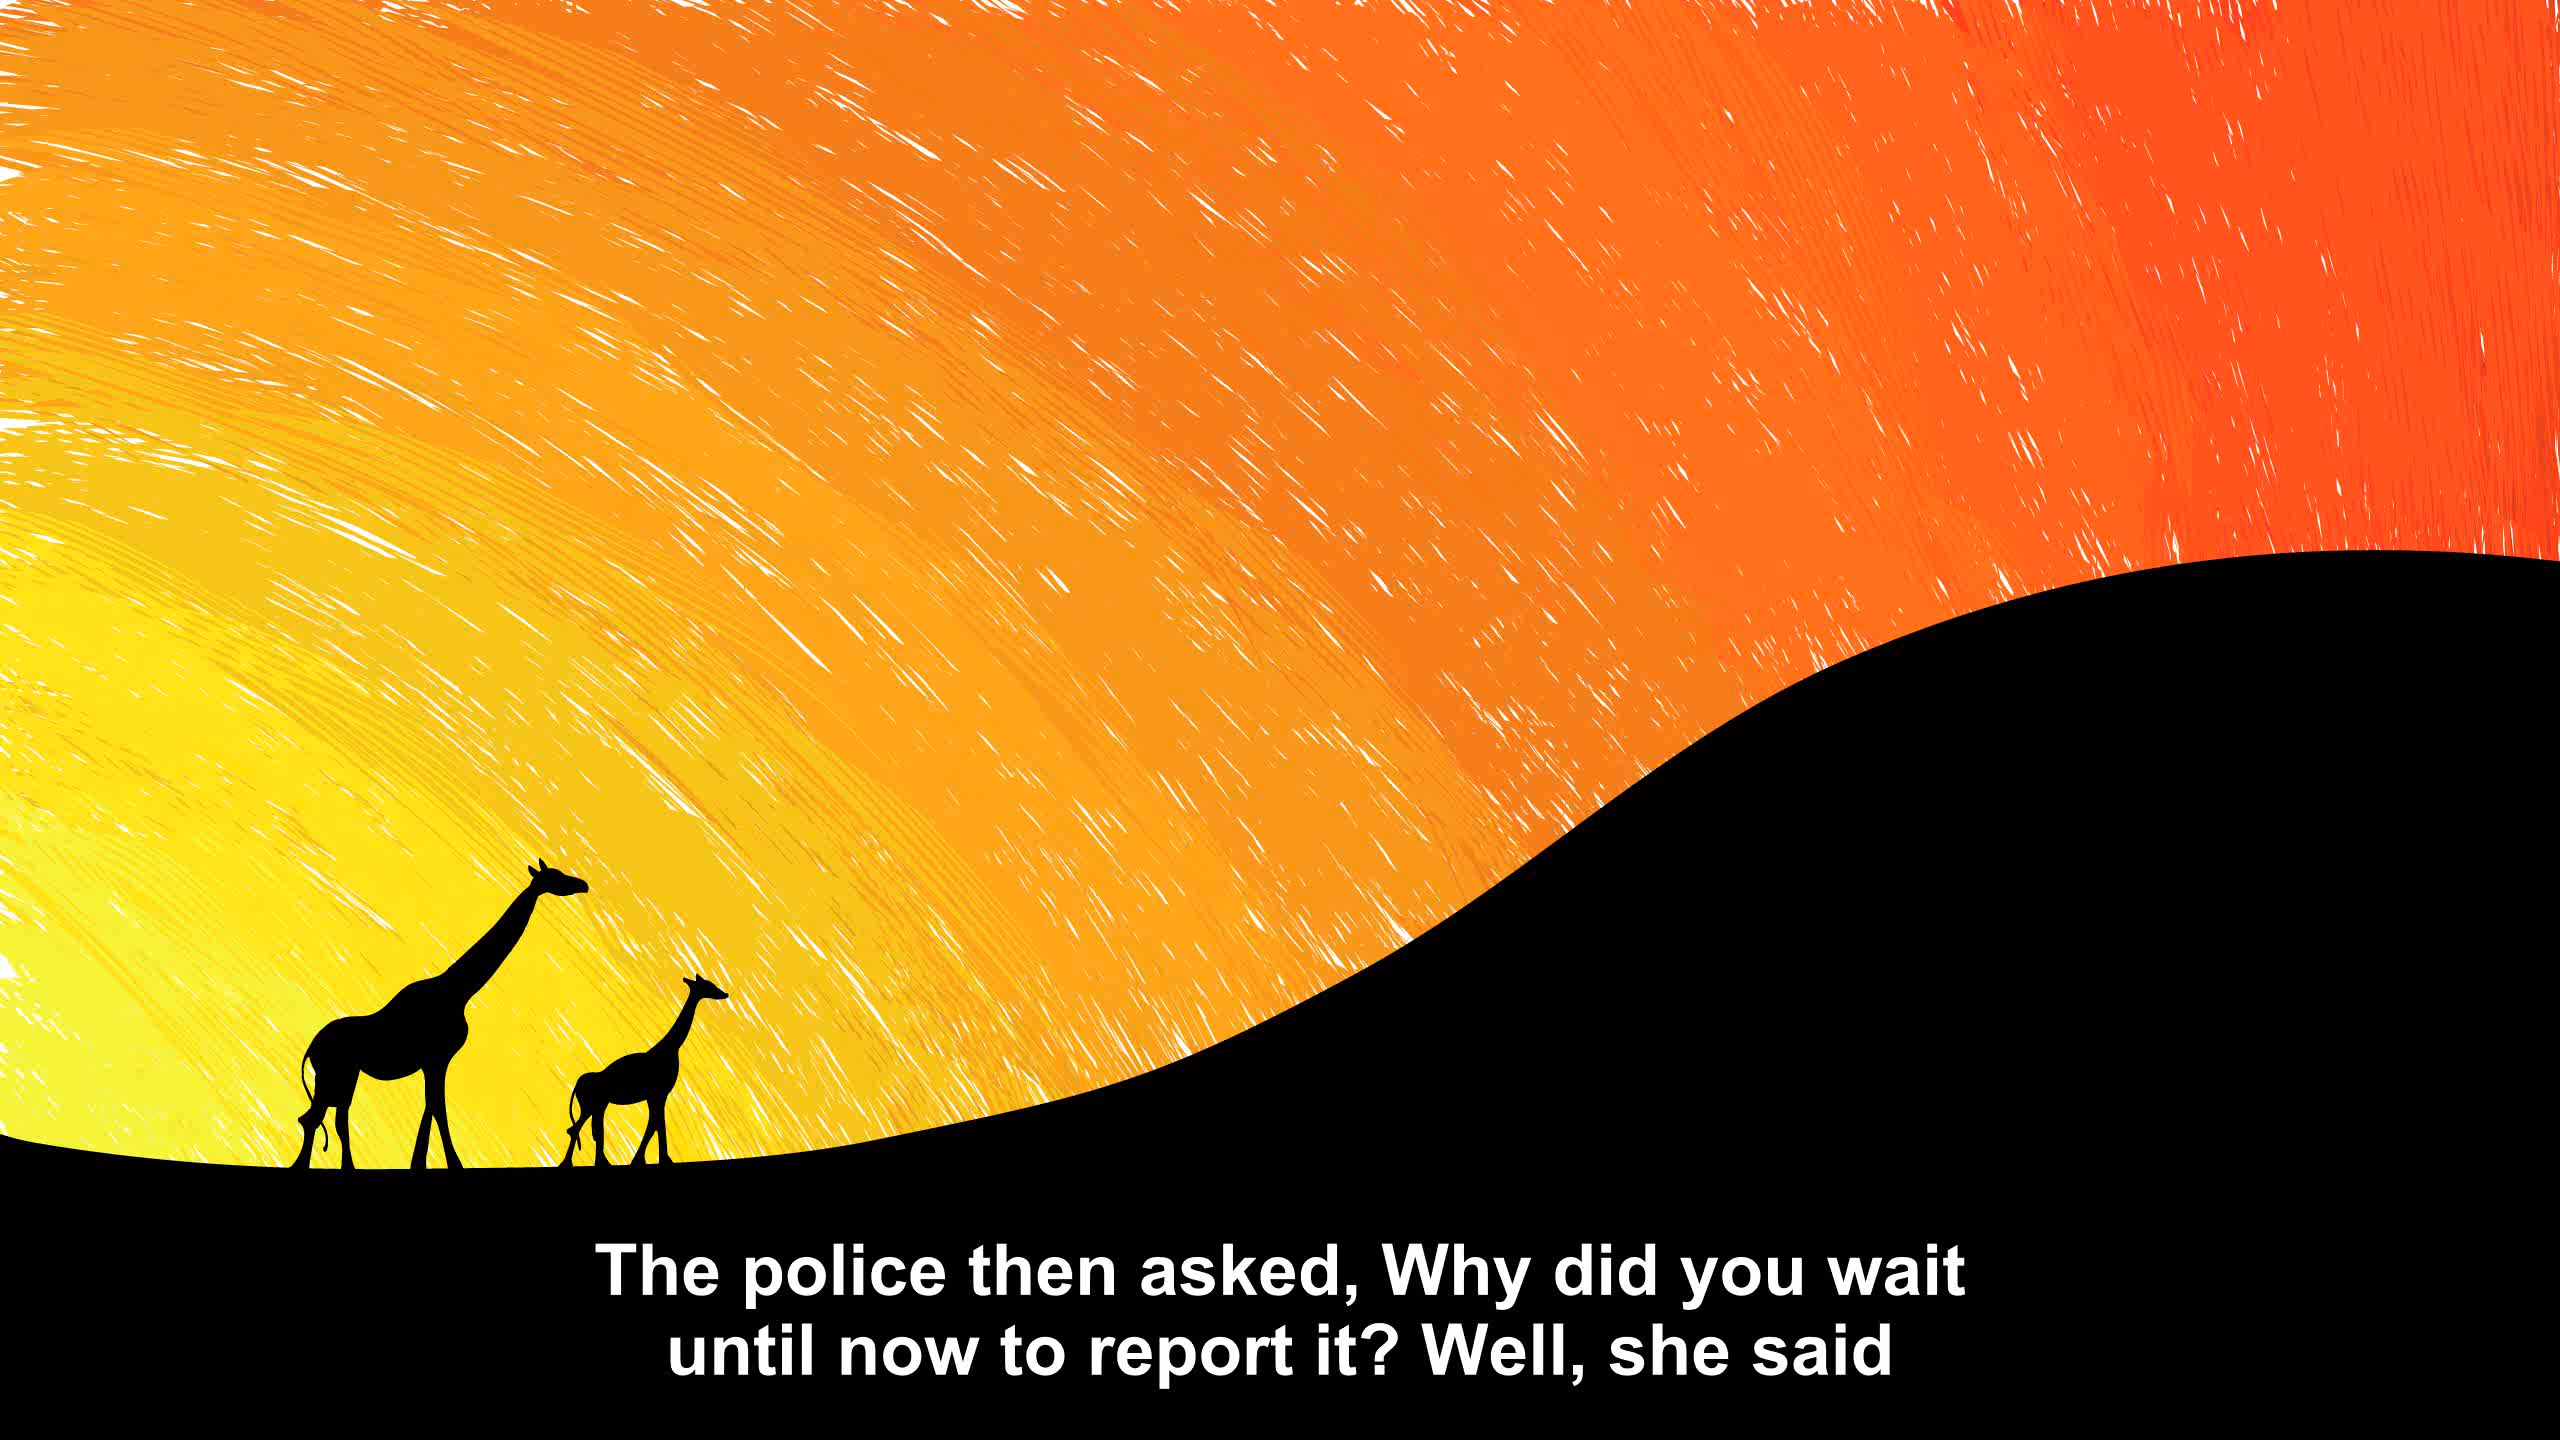 The police then asked, Why did you wait
until now to report it? Well, she said